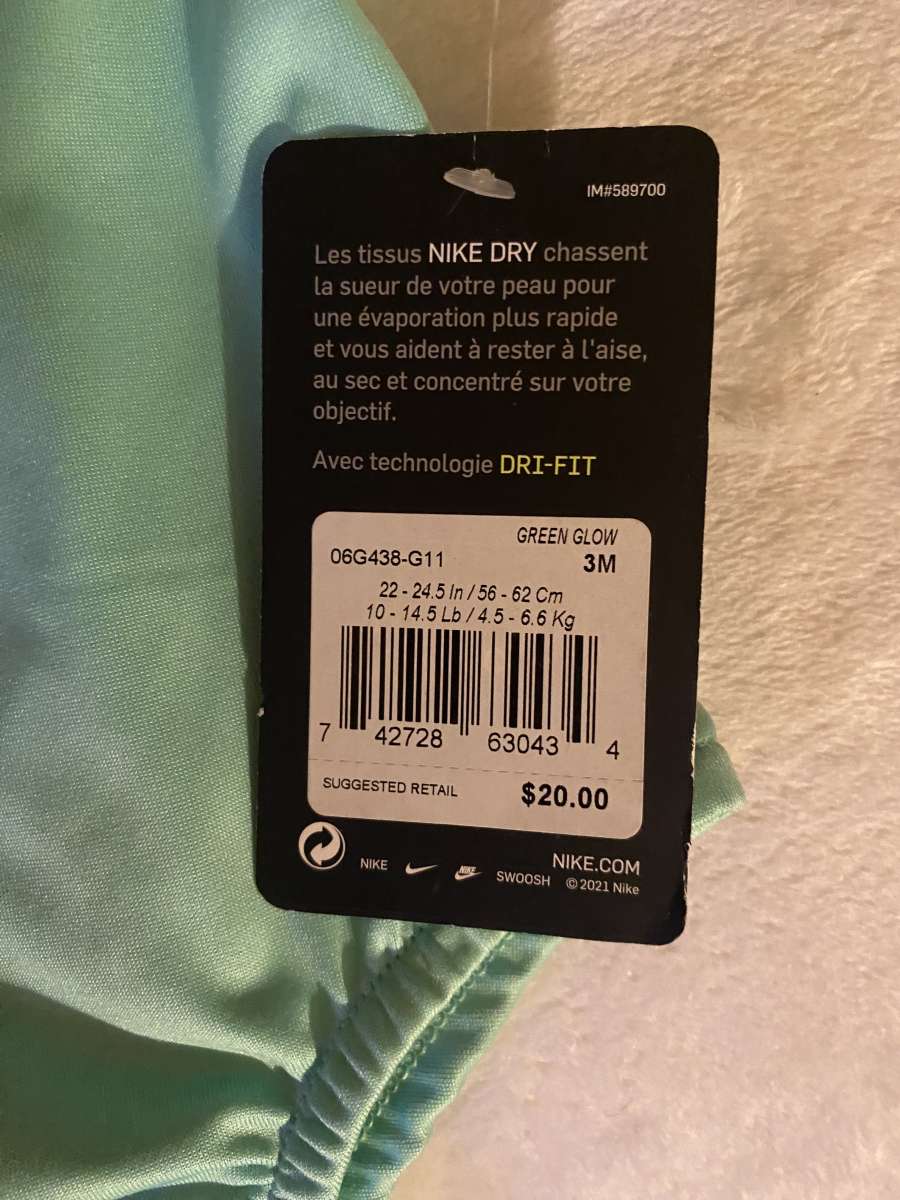 IM#589700
Les tissus NIKE DRY chassent
la sueur de votre peau pour
une évaporation plus rapide
et vous aident à rester à l'aise,
au sec et concentré sur votre
objectif.
Avec technologie DRI-FIT
GREEN GLOW
06G438-G11 3M
22 - 24.5 In / 56 - 62 Cm
10 - 14.5 Lb / 4.5 - 6.6 Kg
7 42728 63043 4
SUGGESTED RETAIL $20.00
NIKE.COM
NIKE NIKE SWOOSH © 2021 Nike